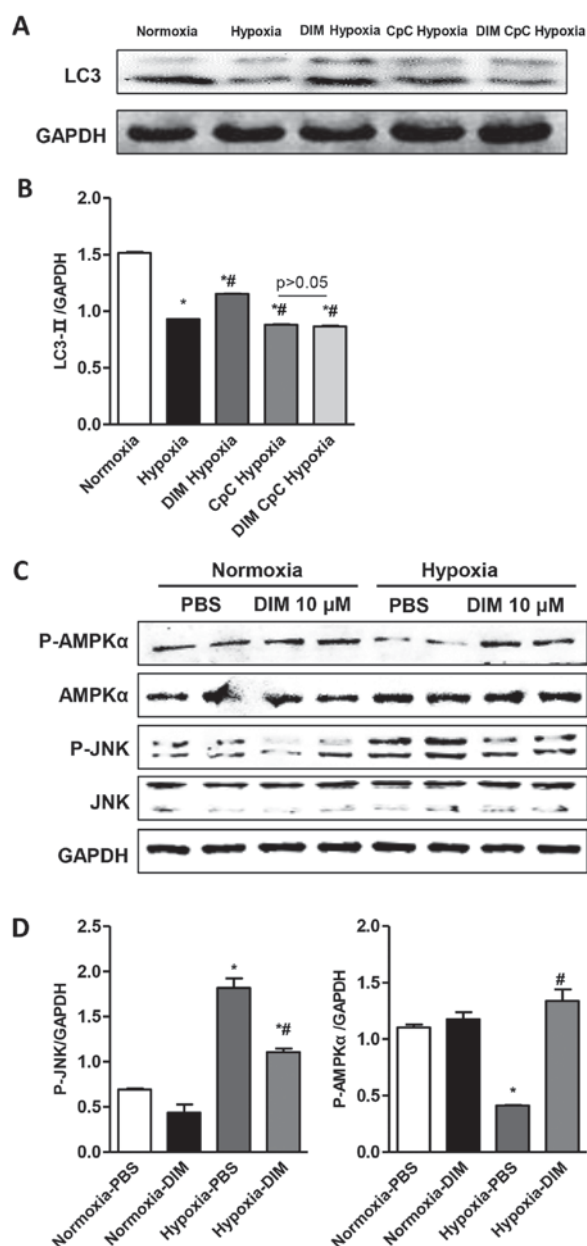 A
Normoxia Hypoxia DIM Hypoxia CpC Hypoxia DIM CpC Hypoxia
LC3
GAPDH
B
LC3-II /GAPDH
2.0
1.5
1.0
0.5
0.0
*
*#
p>0.05
*#
*#
Normoxia
Hypoxia
DIM Hypoxia
CpC Hypoxia
DIM CpC Hypoxia
C
Normoxia Hypoxia
PBS DIM 10 µM PBS DIM 10 µM
P-AMPKα
AMPKα
P-JNK
JNK
GAPDH
D
P-JNK/GAPDH
2.5
2.0
1.5
1.0
0.5
0.0
*
*#
Normoxia-PBS
Normoxia-DIM
Hypoxia-PBS
Hypoxia-DIM
P-AMPKα /GAPDH
2.0
1.5
1.0
0.5
0.0
*
#
Normoxia-PBS
Normoxia-DIM
Hypoxia-PBS
Hypoxia-DIM